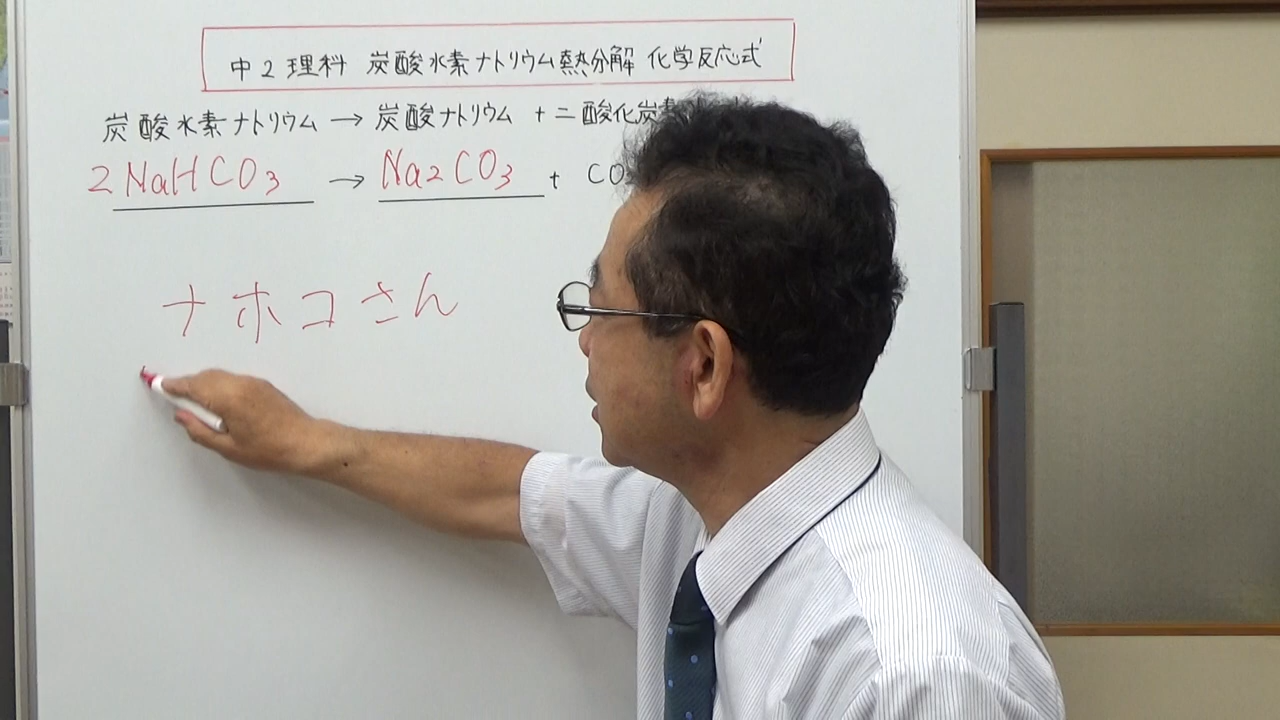 中2理科 炭酸水素ナトリウム熱分解 化学反応式
炭酸水素ナトリウム → 炭酸ナトリウム + 二酸化炭素
2NaHCO3 → Na2CO3 + CO
ナホコさん